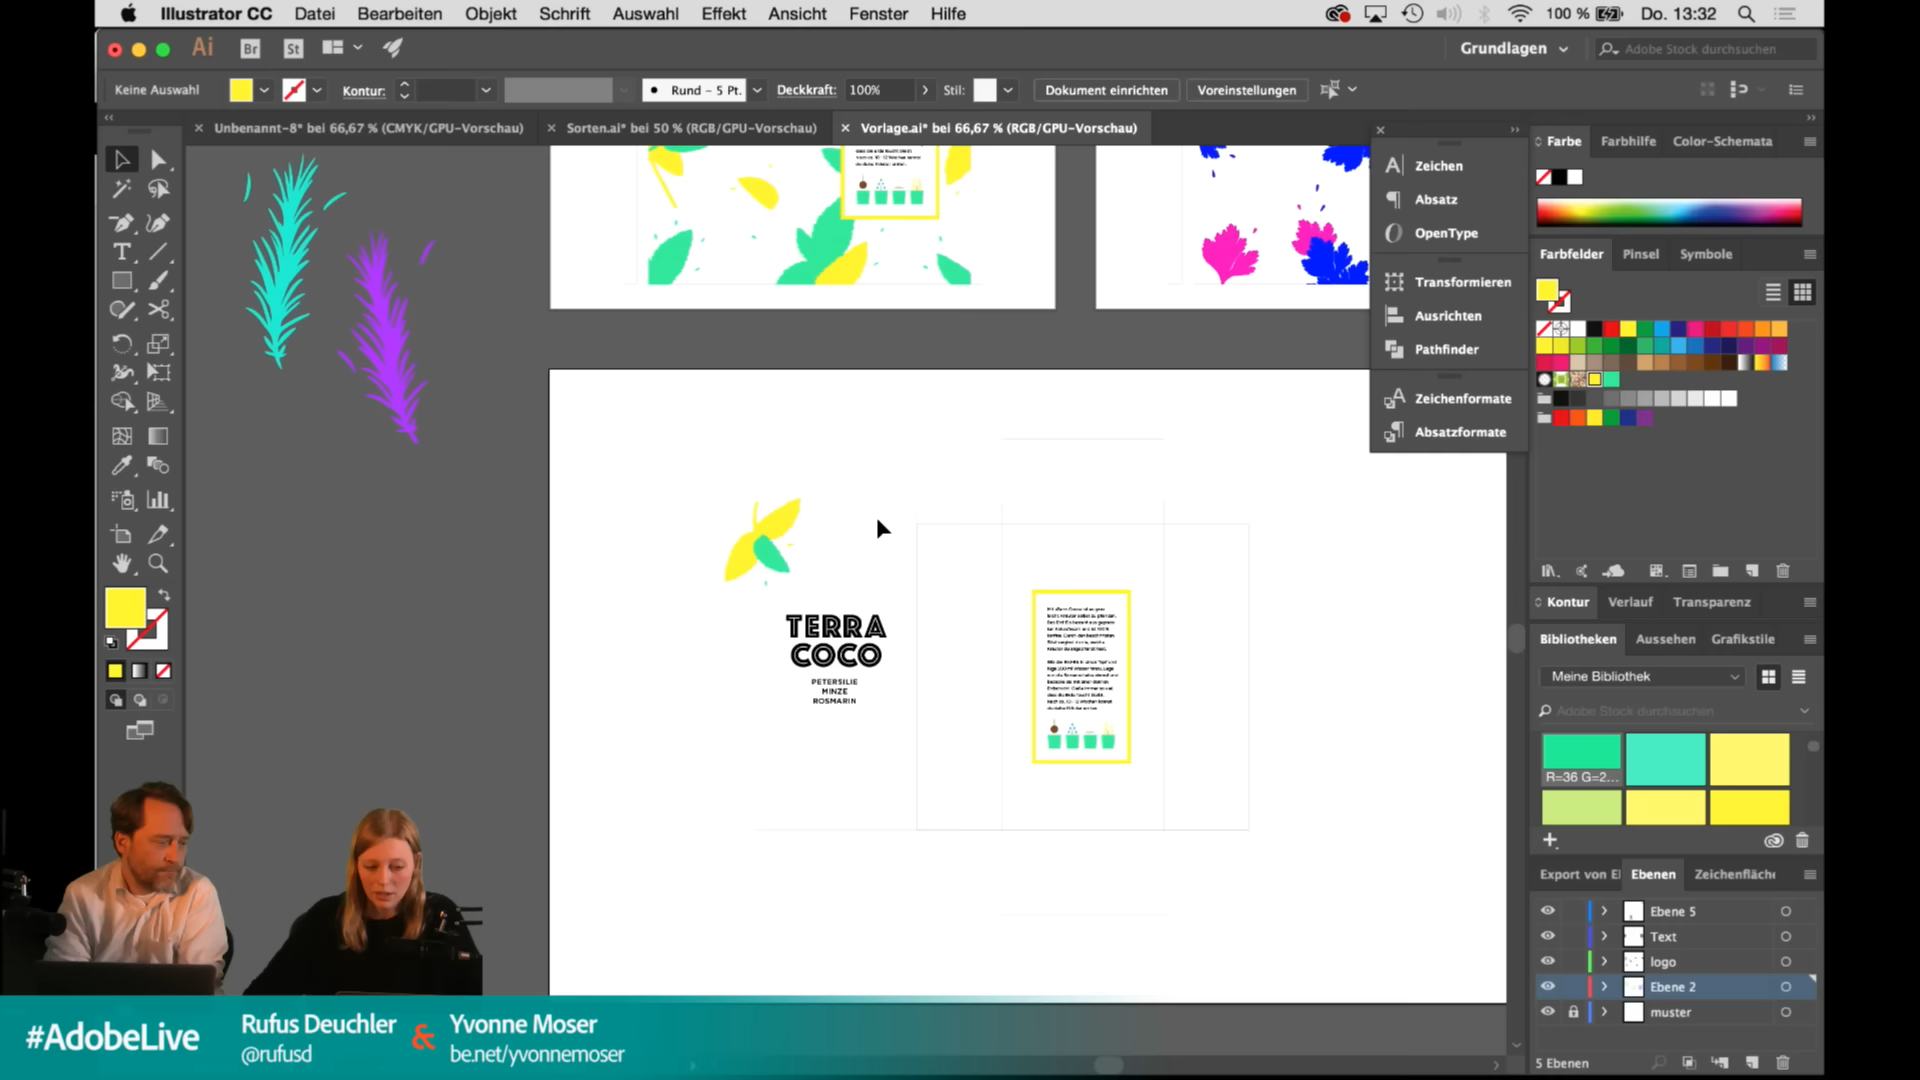 Illustrator CC Datei Bearbeiten Objekt Schrift Auswahl Effekt Ansicht Fenster Hilfe 100 % Do. 13:32
Ai Br St Grundlagen Adobe Stock durchsuchen
Keine Auswahl Kontur: Rund – 5 Pt. Deckkraft: 100% Stil: Dokument einrichten Voreinstellungen
Unbenannt-8* bei 66,67 % (CMYK/GPU-Vorschau) Sorten.ai* bei 50 % (RGB/GPU-Vorschau) Vorlage.ai* bei 66,67 % (RGB/GPU-Vorschau)
Zeichen
Absatz
OpenType
Transformieren
Ausrichten
Pathfinder
Zeichenformate
Absatzformate
Farbe Farbhilfe Color-Schemata
Farbfelder Pinsel Symbole
TERRA
COCO
PETERSILIE
MINZE
ROSMARIN
Kontur Verlauf Transparenz
Bibliotheken Aussehen Grafikstile
Meine Bibliothek
Adobe Stock durchsuchen
R=36 G=2...
Export von El Ebenen Zeichenfläche
Ebene 5
Text
logo
Ebene 2
muster
5 Ebenen
#AdobeLive
Rufus Deuchler & Yvonne Moser
@rufusd be.net/yvonnemoser